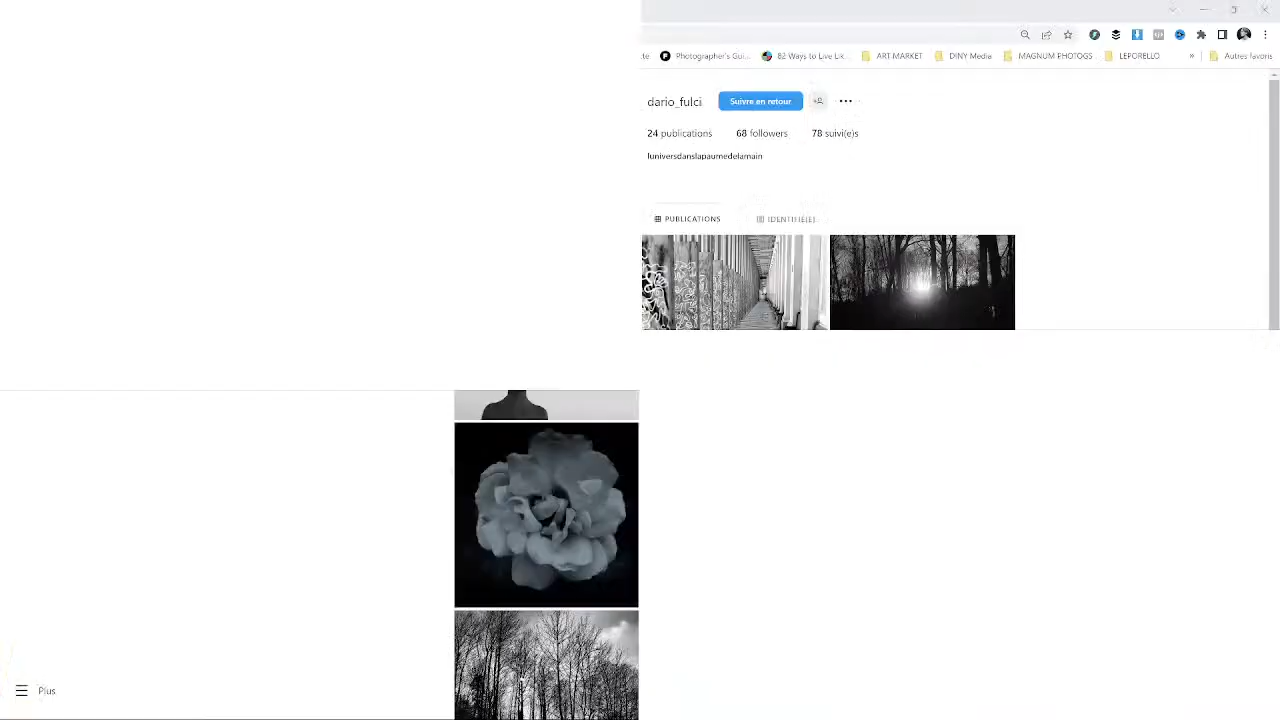 te Photographer's Gui... 82 Ways to Live Lik... ART MARKET DINY Media MAGNUM PHOTOGS LEPORELLO » Autres favoris
dario_fulci Suivre en retour
24 publications 68 followers 78 suivi(e)s
luniversdanslapaumedelamain
PUBLICATIONS IDENTIFIÉ(E)
Plus